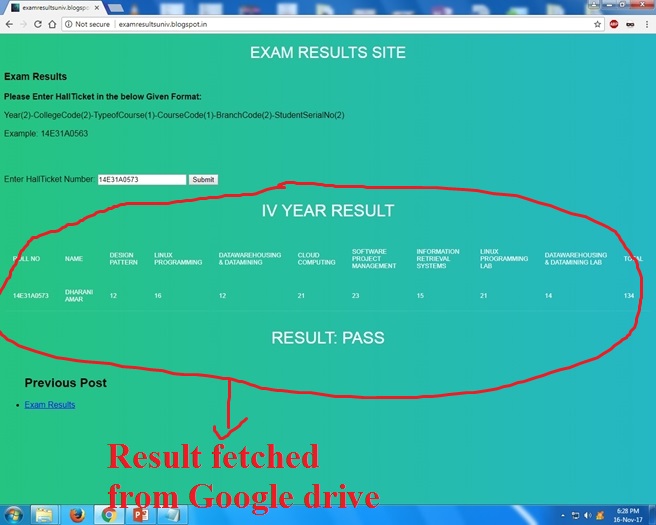 examresultsuniv.blogspot
Not secure | examresultsuniv.blogspot.in
EXAM RESULTS SITE
Exam Results
Please Enter HallTicket in the below Given Format:
Year(2)-CollegeCode(2)-TypeofCourse(1)-CourseCode(1)-BranchCode(2)-StudentSerialNo(2)
Example: 14E31A0563
Enter HallTicket Number: 14E31A0573 Submit
IV YEAR RESULT
ROLL NO NAME DESIGN PATTERN LINUX PROGRAMMING DATAWAREHOUSING & DATAMINING CLOUD COMPUTING SOFTWARE PROJECT MANAGEMENT INFORMATION RETRIEVAL SYSTEMS LINUX PROGRAMMING LAB DATAWAREHOUSING & DATAMINING LAB TOTAL
14E31A0573 DHARANI AMAR 12 16 12 21 23 15 21 14 134
RESULT: PASS
Previous Post
Exam Results
Result fetched
from Google drive
6:28 PM
16-Nov-17